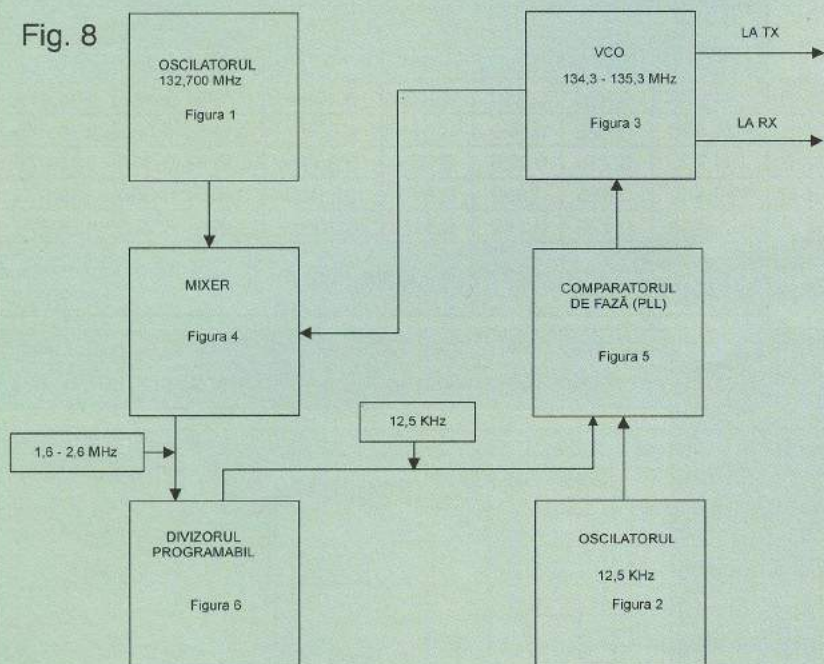 Fig. 8
OSCILATORUL
132,700 MHz
Figura 1
VCO
134,3 - 135,3 MHz
Figura 3
LA TX
LA RX
MIXER
Figura 4
COMPARATORUL
DE FAZĂ (PLL)
Figura 5
12,5 KHz
1,6 - 2,6 MHz
DIVIZORUL
PROGRAMABIL
Figura 6
OSCILATORUL
12,5 KHz
Figura 2